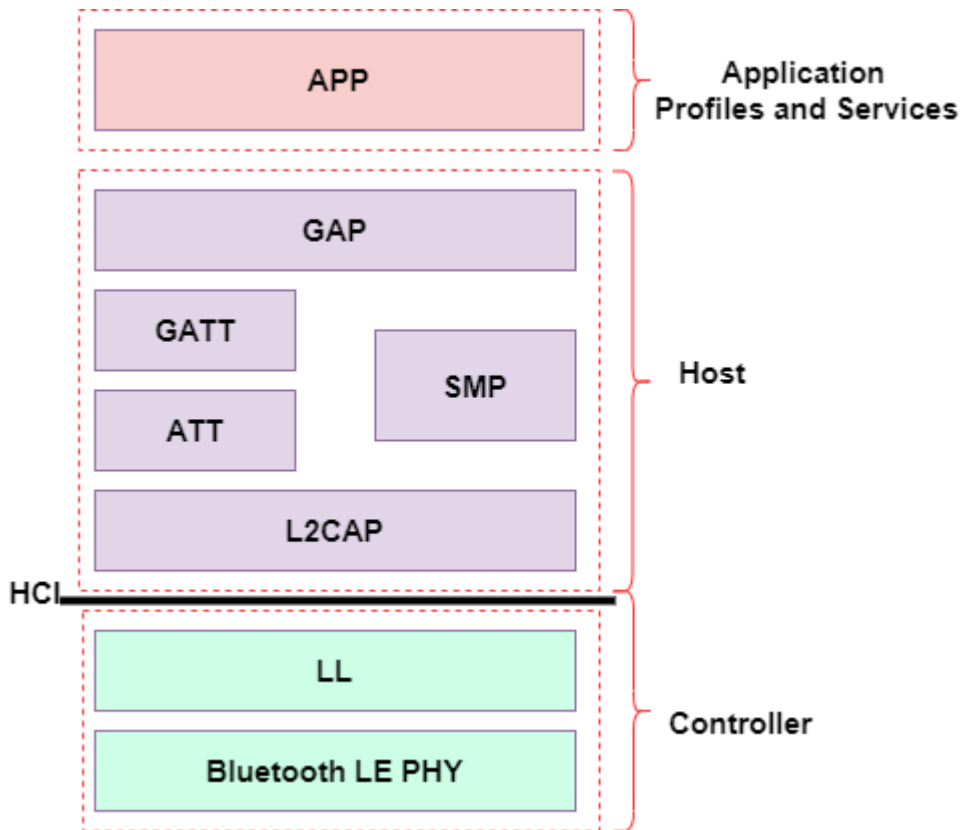 APP
Application
Profiles and Services
GAP
GATT
SMP
Host
ATT
L2CAP
HCI
LL
Controller
Bluetooth LE PHY